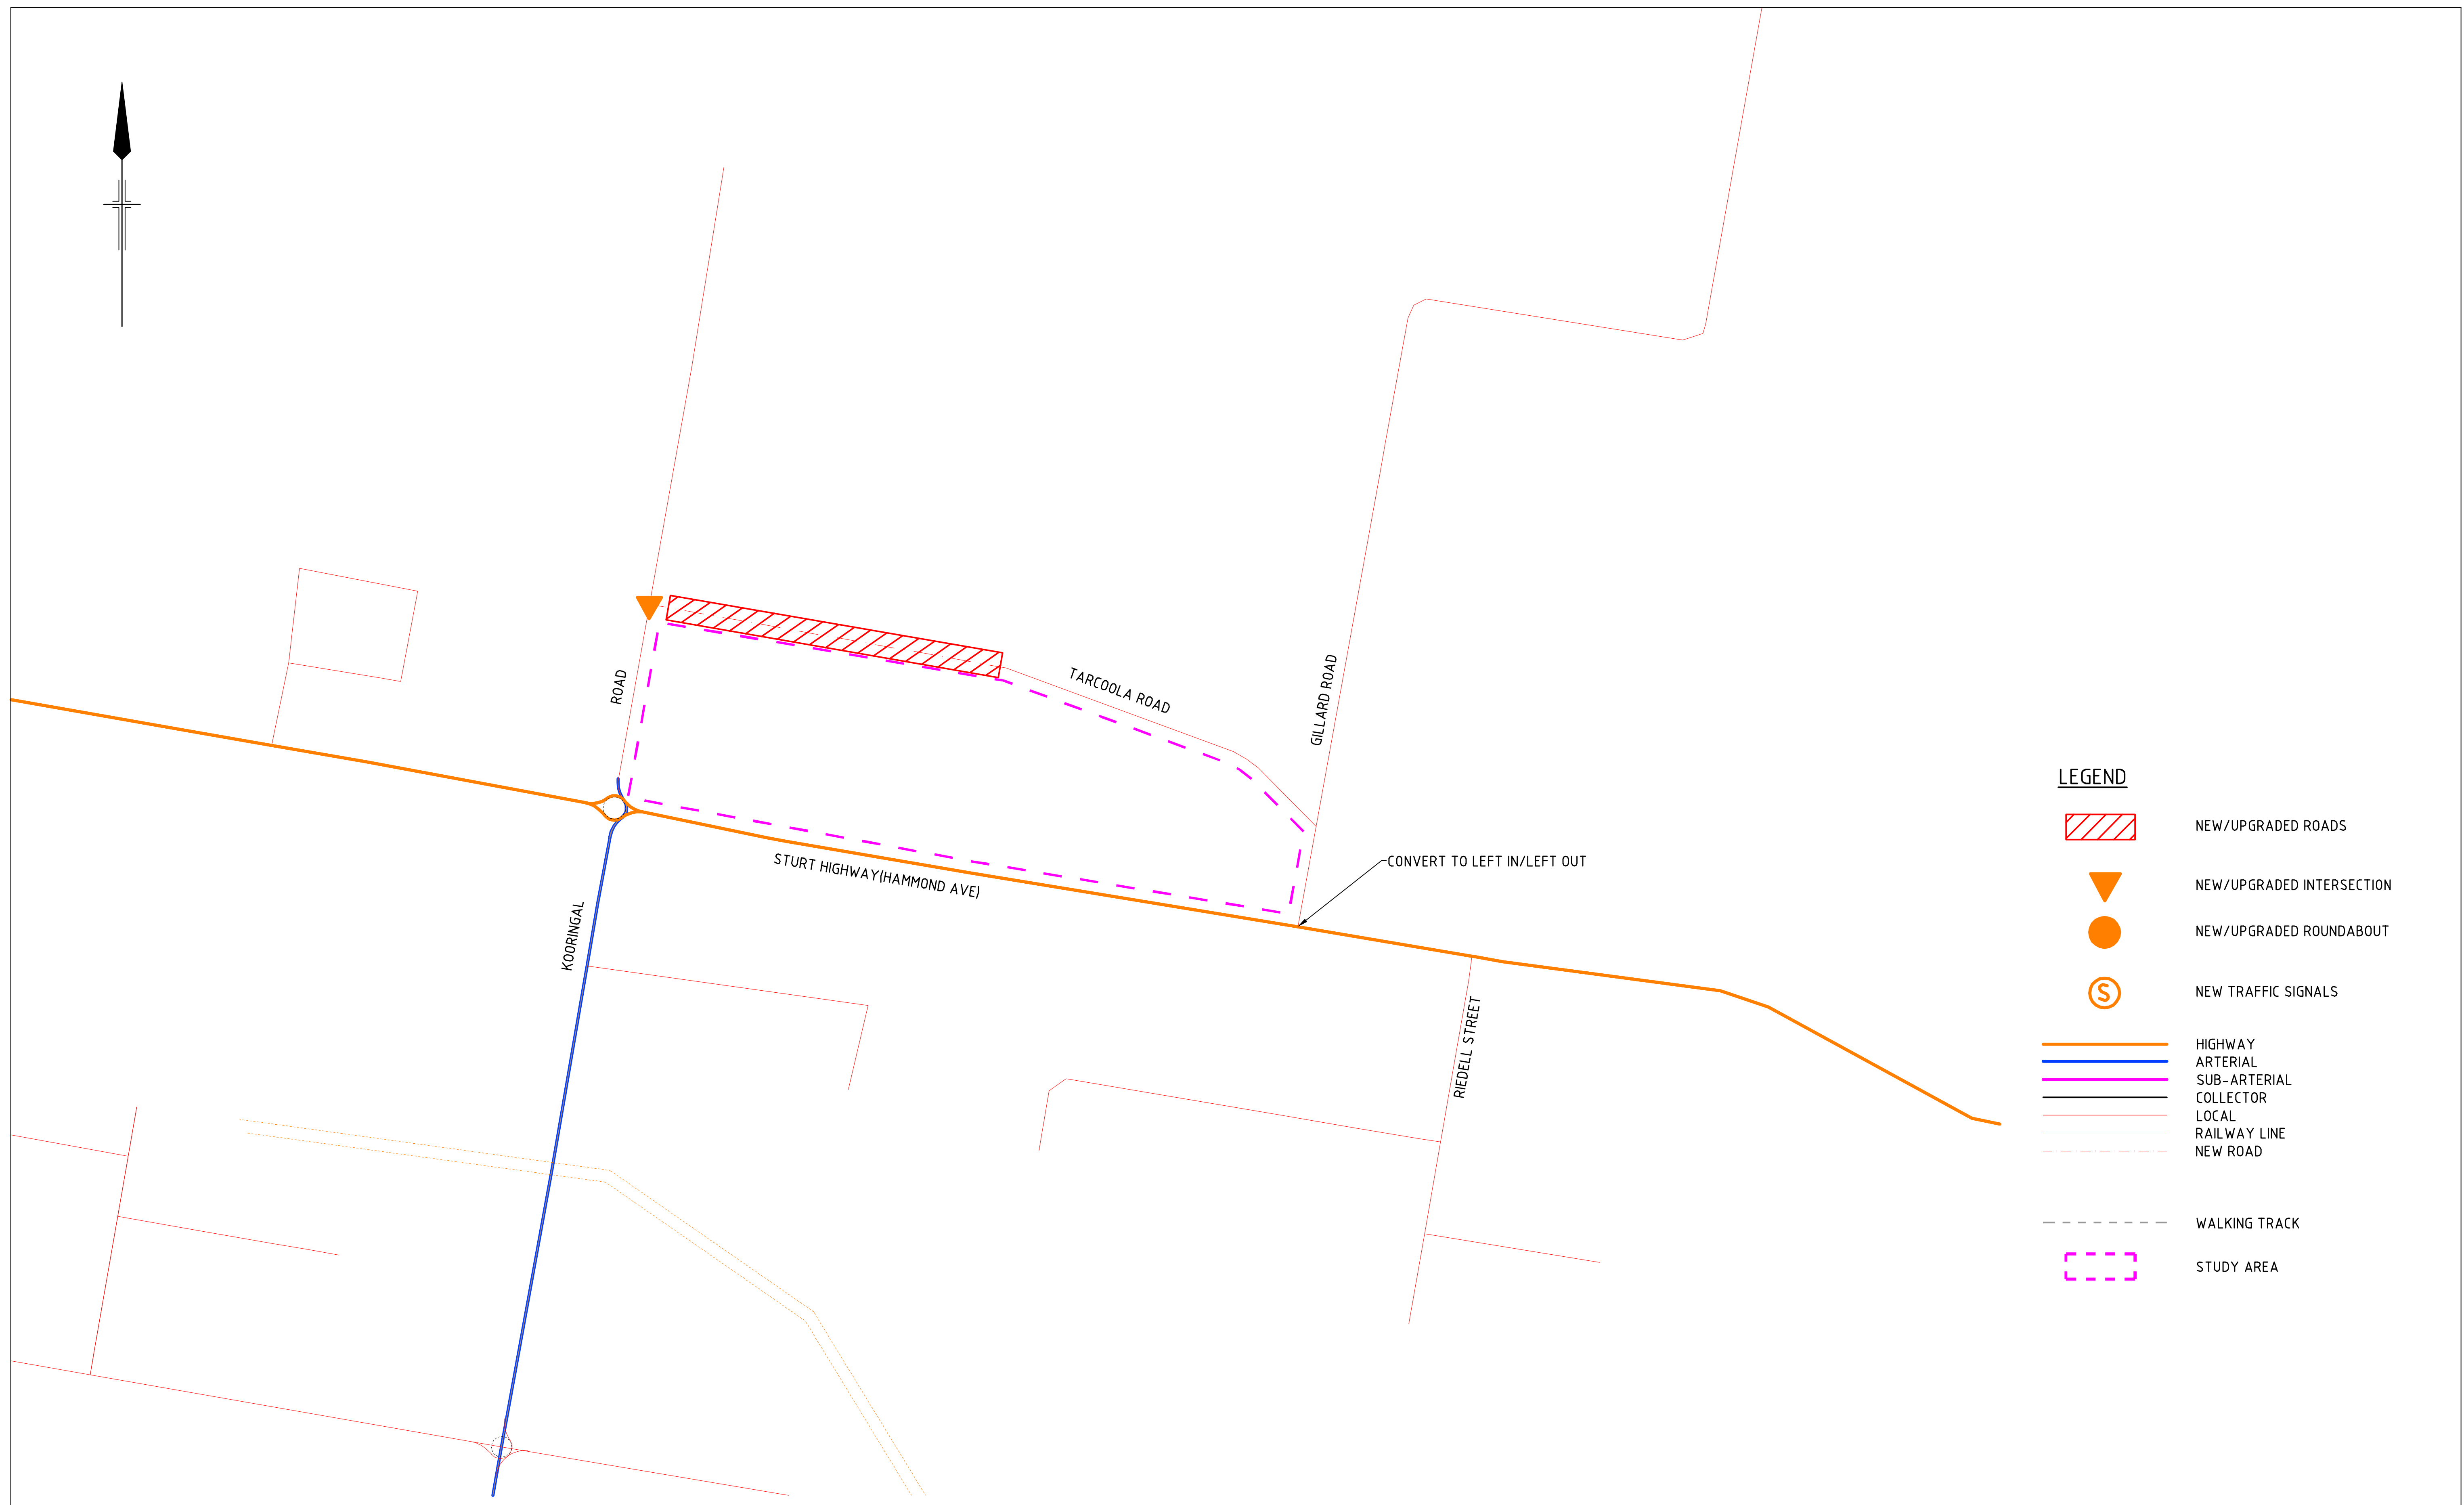 ROAD
TARCOOLA ROAD
GILLARD ROAD
STURT HIGHWAY(HAMMOND AVE)
CONVERT TO LEFT IN/LEFT OUT
KOORINGAL
RIEDELL STREET
LEGEND
NEW/UPGRADED ROADS
NEW/UPGRADED INTERSECTION
NEW/UPGRADED ROUNDABOUT
S
NEW TRAFFIC SIGNALS
HIGHWAY
ARTERIAL
SUB-ARTERIAL
COLLECTOR
LOCAL
RAILWAY LINE
NEW ROAD
WALKING TRACK
STUDY AREA